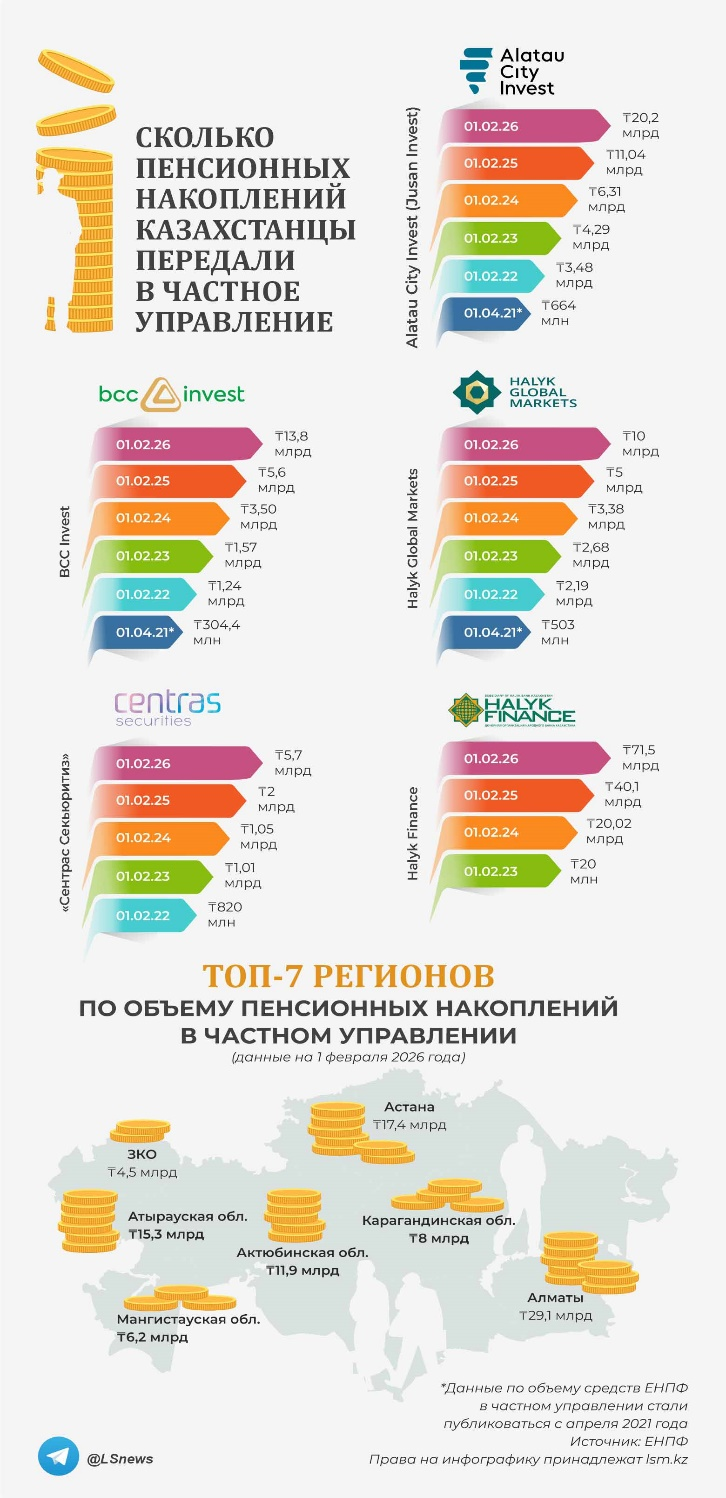 СКОЛЬКО
ПЕНСИОННЫХ
НАКОПЛЕНИЙ
КАЗАХСТАНЦЫ
ПЕРЕДАЛИ
В ЧАСТНОЕ
УПРАВЛЕНИЕ
Alatau
City
Invest
Alatau City Invest (Jusan Invest)
01.02.26
₸20,2
млрд
01.02.25
₸11,04
млрд
01.02.24
₸6,31
млрд
01.02.23
₸4,29
млрд
01.02.22
₸3,48
млрд
01.04.21*
₸664
млн
bcc invest
BCC Invest
01.02.26
₸13,8
млрд
01.02.25
₸5,6
млрд
01.02.24
₸3,50
млрд
01.02.23
₸1,57
млрд
01.02.22
₸1,24
млрд
01.04.21*
₸304,4
млн
HALYK
GLOBAL
MARKETS
Halyk Global Markets
01.02.26
₸10
млрд
01.02.25
₸5
млрд
01.02.24
₸3,38
млрд
01.02.23
₸2,68
млрд
01.02.22
₸2,19
млрд
01.04.21*
₸503
млн
centras
securities
«Сентрас Секьюритиз»
01.02.26
₸5,7
млрд
01.02.25
₸2
млрд
01.02.24
₸1,05
млрд
01.02.23
₸1,01
млрд
01.02.22
₸820
млн
HALYK
FINANCE
Halyk Finance
01.02.26
₸71,5
млрд
01.02.25
₸40,1
млрд
01.02.24
₸20,02
млрд
01.02.23
₸20
млн
ТОП-7 РЕГИОНОВ
ПО ОБЪЕМУ ПЕНСИОННЫХ НАКОПЛЕНИЙ
В ЧАСТНОМ УПРАВЛЕНИИ
(данные на 1 февраля 2026 года)
Астана
₸17,4 млрд
ЗКО
₸4,5 млрд
Атырауская обл.
₸15,3 млрд
Карагандинская обл.
₸8 млрд
Актюбинская обл.
₸11,9 млрд
Алматы
₸29,1 млрд
Мангистауская обл.
₸6,2 млрд
*Данные по объему средств ЕНПФ
в частном управлении стали
публиковаться с апреля 2021 года
Источник: ЕНПФ
Права на инфографику принадлежат lsm.kz
@LSnews